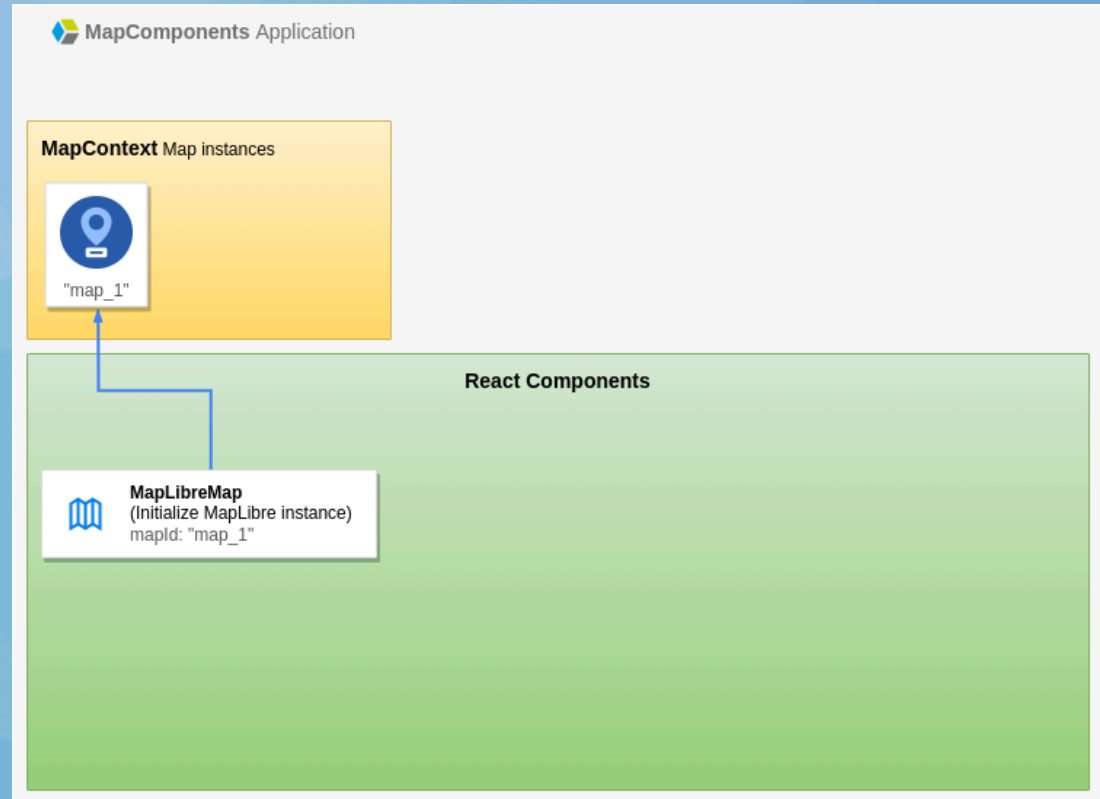 MapComponents Application
MapContext Map instances
"map_1"
React Components
MapLibreMap
(Initialize MapLibre instance)
mapId: "map_1"